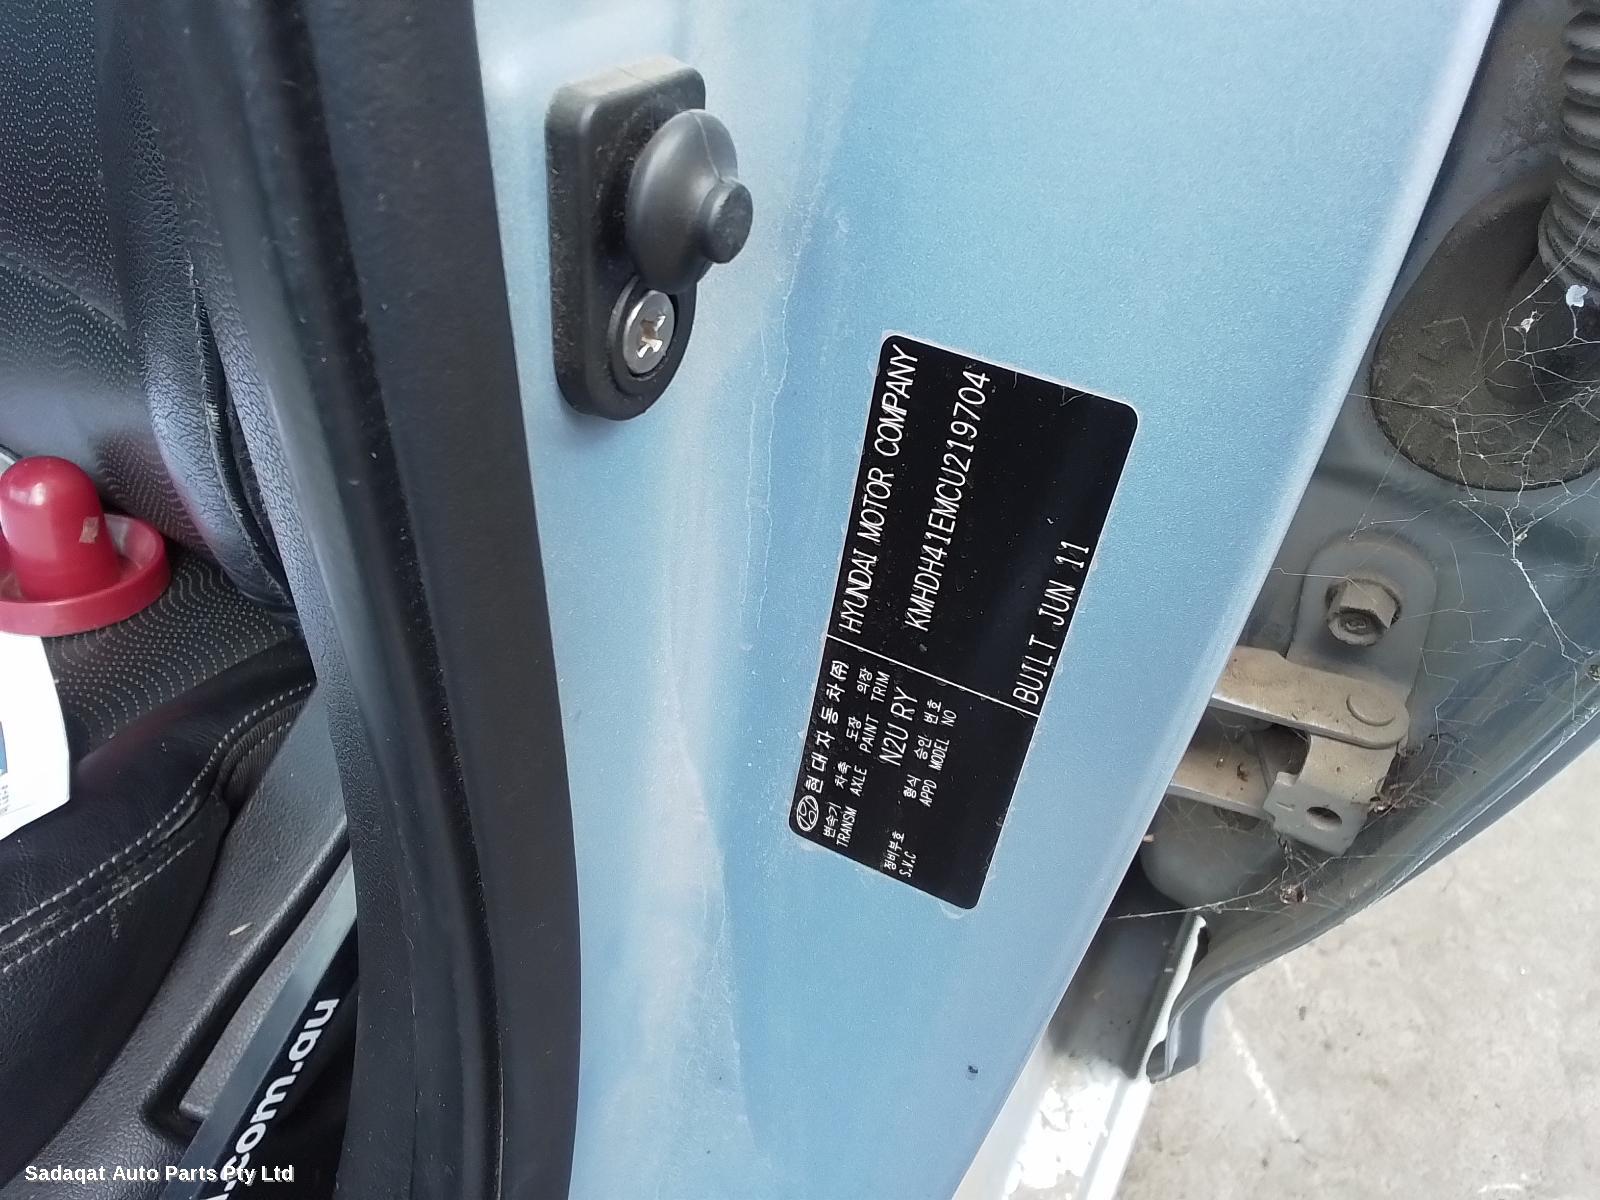 현대자동차(주) HYUNDAI MOTOR COMPANY
변속기 차축 도장 의장
TRANSM AXLE PAINT TRIM
N2U RY
KMHDH41EMCU219704
정비부호 형식 승인 번호
S.V.C APPD MODEL NO
BUILT JUN 11
.com.au
Sadaqat Auto Parts Pty Ltd